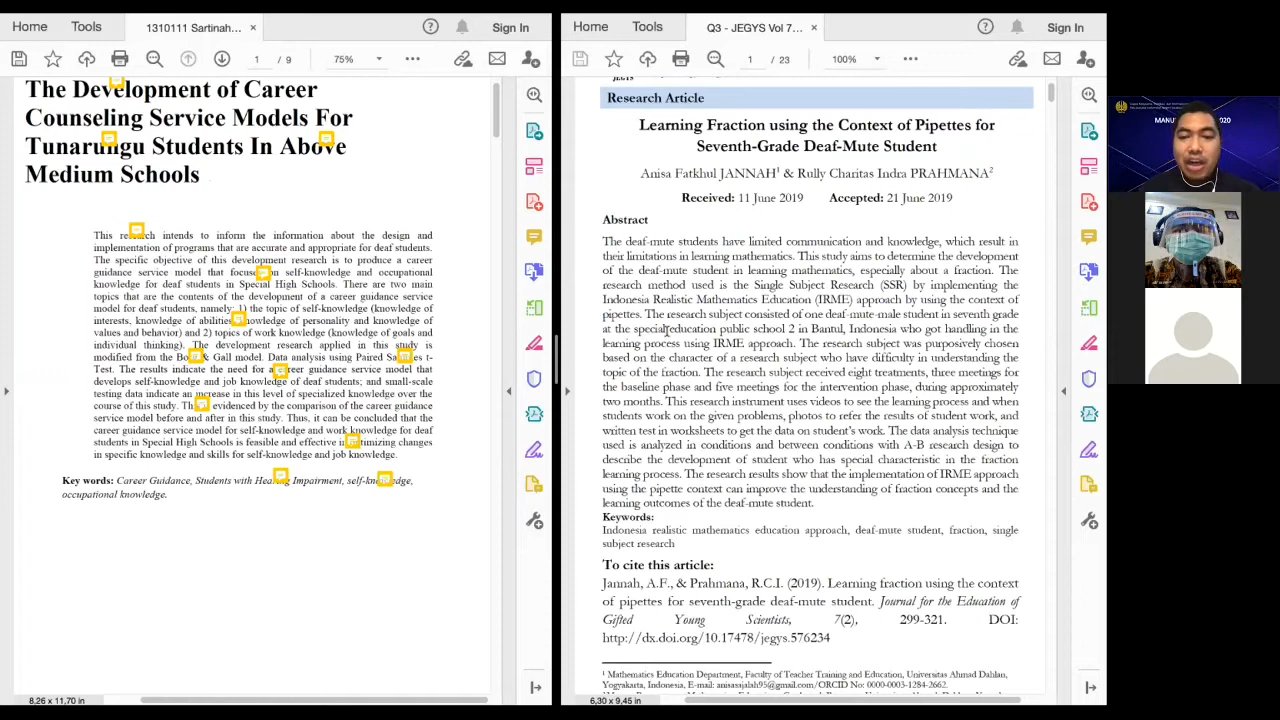 Home Tools 1310111 Sartinah... × Sign In
1 / 9 75%
The Development of Career
Counseling Service Models For
Tunarungu Students In Above
Medium Schools
This research intends to inform the information about the design and
implementation of programs that are accurate and appropriate for deaf students.
The specific objective of this development research is to produce a career
guidance service model that focuses on self-knowledge and occupational
knowledge for deaf students in Special High Schools. There are two main
topics that are the contents of the development of a career guidance service
model for deaf students, namely: 1) the topic of self-knowledge (knowledge of
interests, knowledge of abilities, knowledge of personality and knowledge of
values and behavior) and 2) topics of work knowledge (knowledge of goals and
individual thinking). The development research applied in this study is
modified from the Bo & Gall model. Data analysis using Paired Sa es t-
Test. The results indicate the need for a career guidance service model that
develops self-knowledge and job knowledge of deaf students; and small-scale
testing data indicate an increase in this level of specialized knowledge over the
course of this study. This evidenced by the comparison of the career guidance
service model before and after in this study. Thus, it can be concluded that the
career guidance service model for self-knowledge and work knowledge for deaf
students in Special High Schools is feasible and effective in timizing changes
in specific knowledge and skills for self-knowledge and job knowledge.
Key words: Career Guidance, Students with Hearing Impairment, self-knowledge,
occupational knowledge.
8,26 x 11,70 in
Home Tools Q3 - JEGYS Vol 7... × Sign In
1 / 23 100%
JEGYS
Research Article
Learning Fraction using the Context of Pipettes for
Seventh-Grade Deaf-Mute Student
Anisa Fatkhul JANNAH¹ & Rully Charitas Indra PRAHMANA²
Received: 11 June 2019 Accepted: 21 June 2019
Abstract
The deaf-mute students have limited communication and knowledge, which result in
their limitations in learning mathematics. This study aims to determine the development
of the deaf-mute student in learning mathematics, especially about a fraction. The
research method used is the Single Subject Research (SSR) by implementing the
Indonesia Realistic Mathematics Education (IRME) approach by using the context of
pipettes. The research subject consisted of one deaf-mute-male student in seventh grade
at the special education public school 2 in Bantul, Indonesia who got handling in the
learning process using IRME approach. The research subject was purposively chosen
based on the character of a research subject who have difficulty in understanding the
topic of the fraction. The research subject received eight treatments, three meetings for
the baseline phase and five meetings for the intervention phase, during approximately
two months. This research instrument uses videos to see the learning process and when
students work on the given problems, photos to refer the results of student work, and
written test in worksheets to get the data on student's work. The data analysis technique
used is analyzed in conditions and between conditions with A-B research design to
describe the development of student who has special characteristic in the fraction
learning process. The research results show that the implementation of IRME approach
using the pipette context can improve the understanding of fraction concepts and the
learning outcomes of the deaf-mute student.
Keywords:
Indonesia realistic mathematics education approach, deaf-mute student, fraction, single
subject research
To cite this article:
Jannah, A.F., & Prahmana, R.C.I. (2019). Learning fraction using the context
of pipettes for seventh-grade deaf-mute student. Journal for the Education of
Gifted Young Scientists, 7(2), 299-321. DOI:
http://dx.doi.org/10.17478/jegys.576234
¹ Mathematics Education Department, Faculty of Teacher Training and Education, Universitas Ahmad Dahlan,
Yogyakarta, Indonesia, E-mail: anisasajalah95@gmail.com/ORCID No: 0000-0003-1284-2662.
6,30 x 9,45 in
MANU 2020